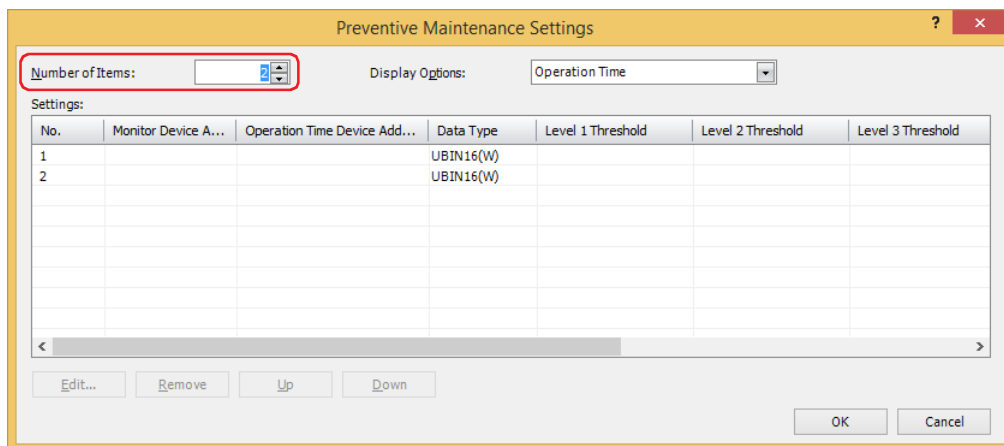 Preventive Maintenance Settings ? ×
Number of Items: 2 Display Options: Operation Time
Settings:
No. Monitor Device A... Operation Time Device Add... Data Type Level 1 Threshold Level 2 Threshold Level 3 Threshold
1 UBIN16(W)
2 UBIN16(W)
Edit... Remove Up Down
OK Cancel